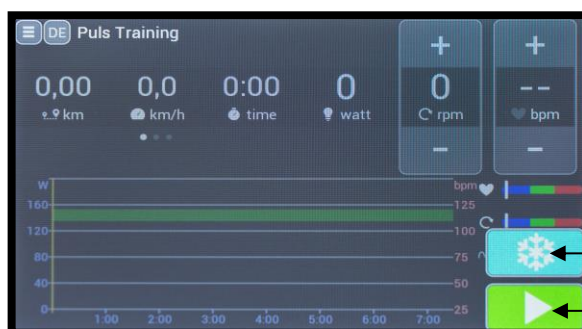 DE Puls Training
0,00 0,0 0:00 0 0 --
km km/h time watt rpm bpm
W bpm
160 125
120 100
80 75
40 50
0 25
1:00 2:00 3:00 4:00 5:00 6:00 7:00